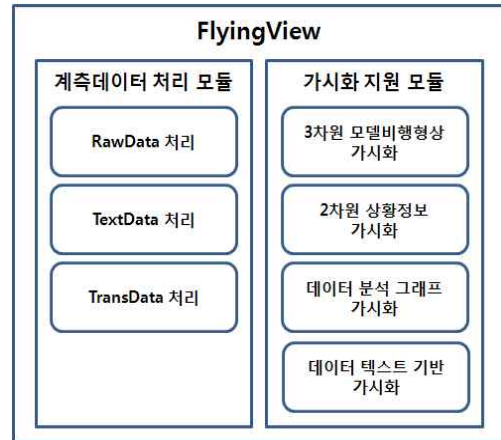 FlyingView
계측데이터 처리 모듈
RawData 처리
TextData 처리
TransData 처리
가시화 지원 모듈
3차원 모델비행형상
가시화
2차원 상황정보
가시화
데이터 분석 그래프
가시화
데이터 텍스트 기반
가시화